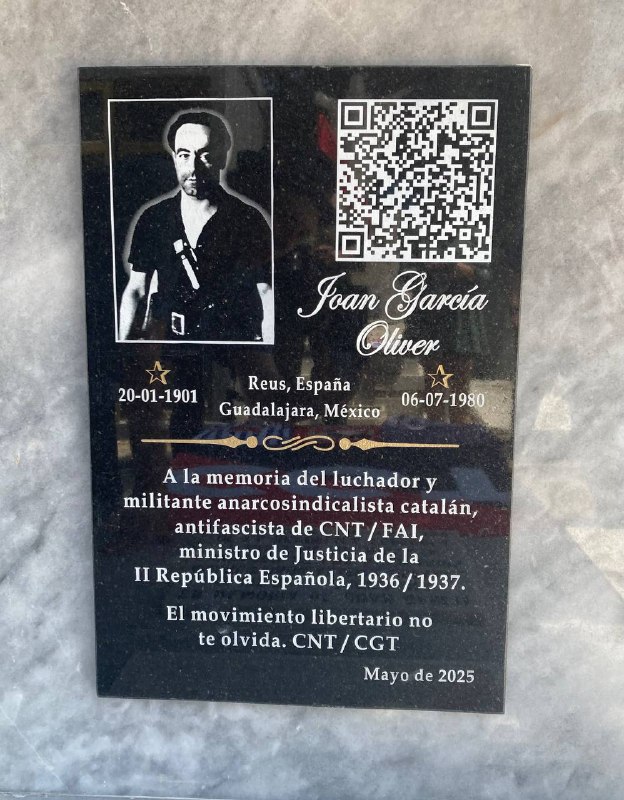 Joan García
Oliver
20-01-1901
Reus, España
Guadalajara, México
06-07-1980
A la memoria del luchador y
militante anarcosindicalista catalán,
antifascista de CNT / FAI,
ministro de Justicia de la
II República Española, 1936 / 1937.
El movimiento libertario no
te olvida. CNT / CGT
Mayo de 2025